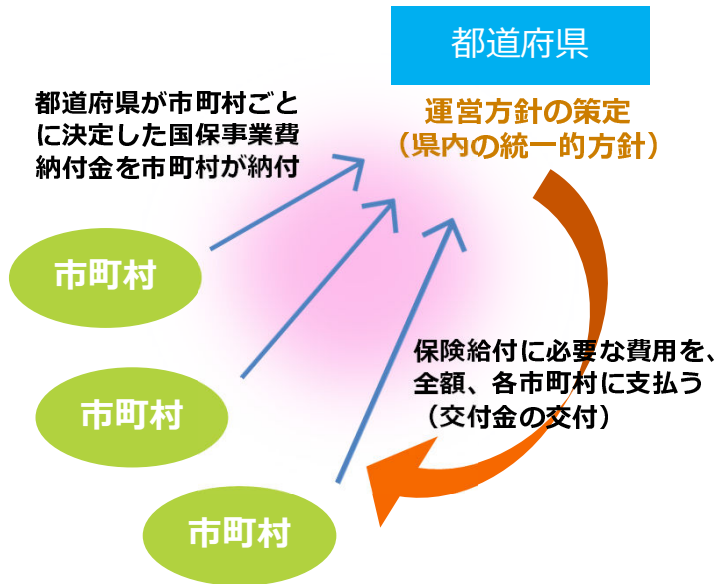 都道府県
運営方針の策定
（県内の統一的方針）
都道府県が市町村ごと
に決定した国保事業費
納付金を市町村が納付
市町村
市町村
市町村
保険給付に必要な費用を、
全額、各市町村に支払う
（交付金の交付）